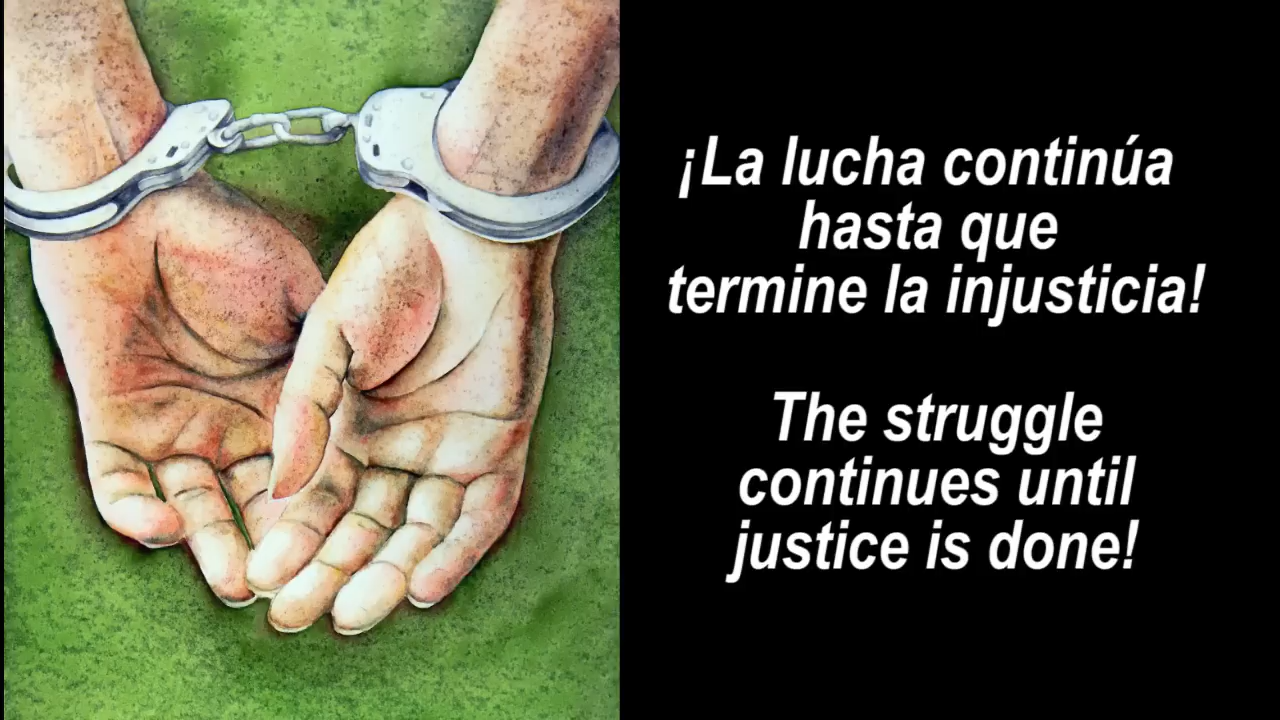 ¡La lucha continúa
hasta que
termine la injusticia!
The struggle
continues until
justice is done!